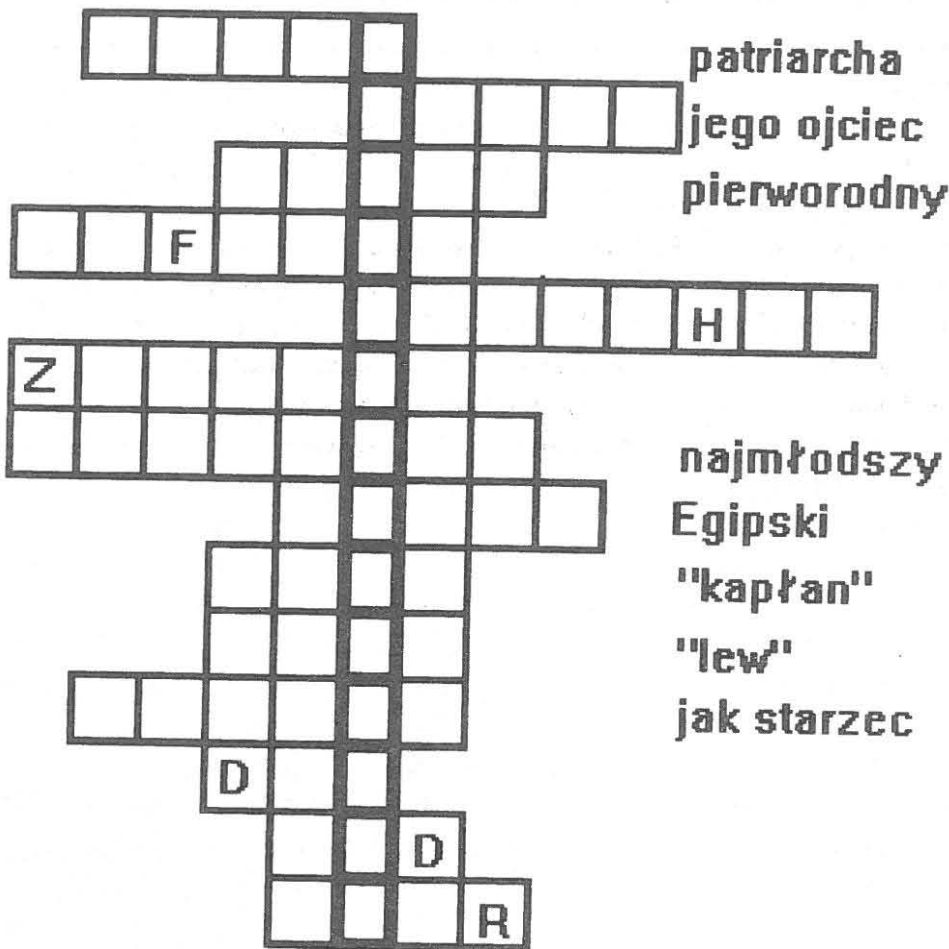 patriarcha
jego ojciec
pierworodny
F
H
Z
najmłodszy
Egipski
"kapłan"
"lew"
jak starzec
D
D
R